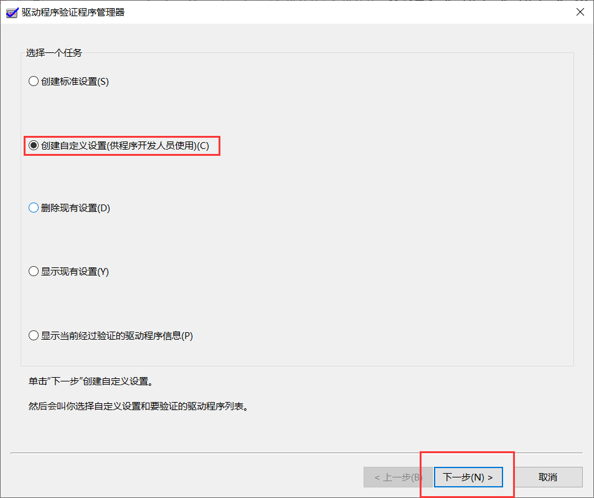 驱动程序验证程序管理器
选择一个任务
创建标准设置(S)
创建自定义设置(供程序开发人员使用)(C)
删除现有设置(D)
显示现有设置(Y)
显示当前经过验证的驱动程序信息(P)
单击"下一步"创建自定义设置。
然后会叫你选择自定义设置和要验证的驱动程序列表。
< 上一步(B) 下一步(N) > 取消